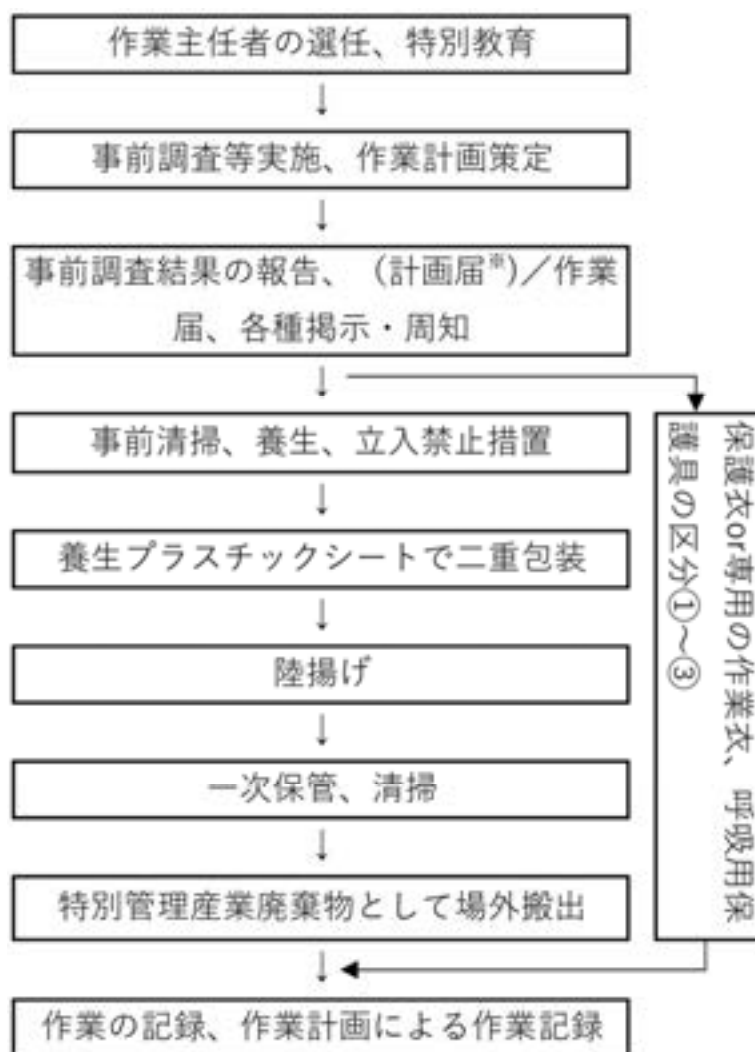 作業主任者の選任、特別教育
事前調査等実施、作業計画策定
事前調査結果の報告、（計画届※)／作業
届、各種掲示・周知
事前清掃、養生、立入禁止措置
養生プラスチックシートで二重包装
陸揚げ
一次保管、清掃
特別管理産業廃棄物として場外搬出
作業の記録、作業計画による作業記録
保護衣or専用の作業衣、呼吸用保
護具の区分①～③